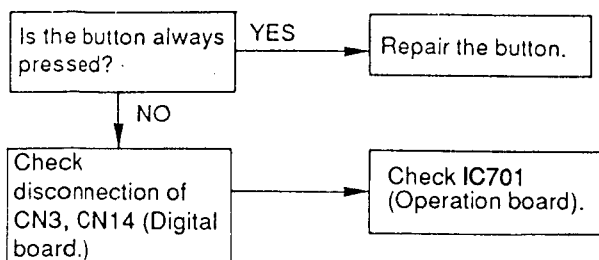 Is the button always
pressed?
YES
Repair the button.
NO
Check
disconnection of
CN3, CN14 (Digital
board.)
Check IC701
(Operation board).